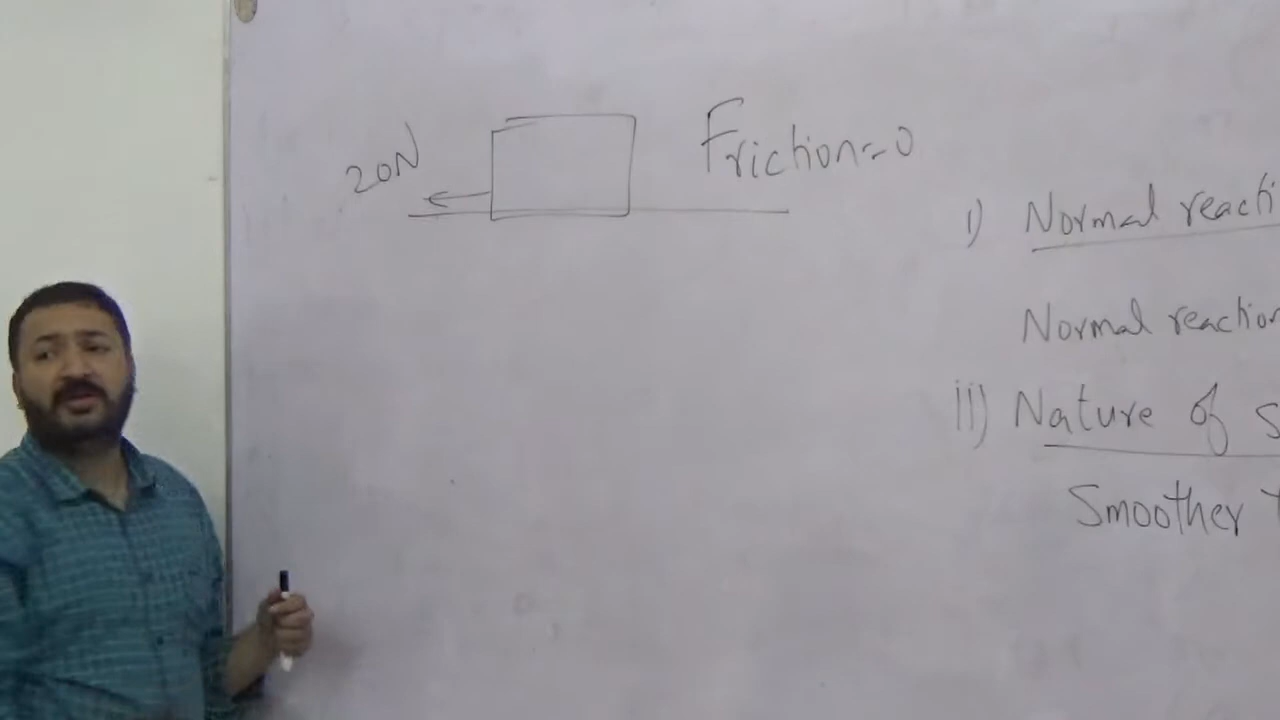 20N
Friction = 0
i) Normal reacti
Normal reaction
ii) Nature of S
Smoother t